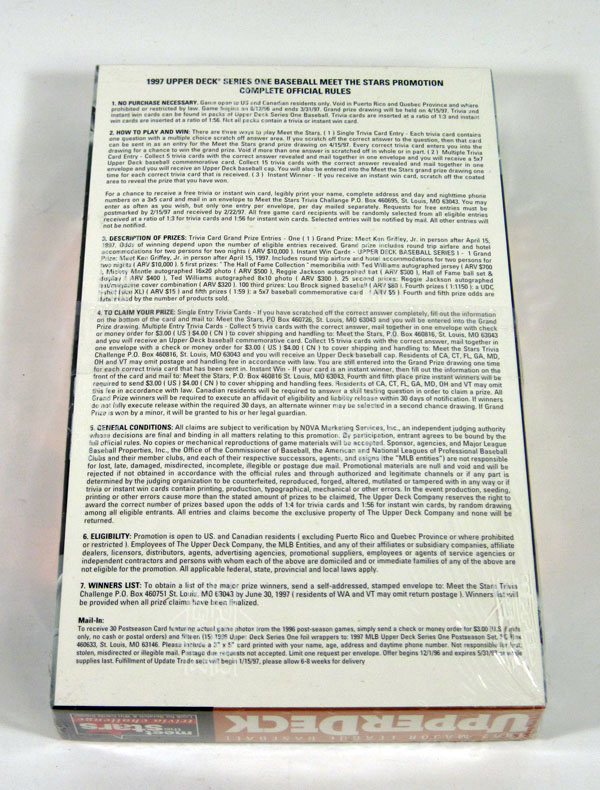 1997 UPPER DECK® SERIES ONE BASEBALL MEET THE STARS PROMOTION
COMPLETE OFFICIAL RULES
1. NO PURCHASE NECESSARY. Game open to US and Canadian residents only. Void in Puerto Rico and Quebec Province and where
prohibited or restricted by law. Game begins on 8/12/96 and ends 3/31/97. Grand prize drawing will be held on 4/15/97. Trivia and
instant win cards can be found in packs of Upper Deck Series One Baseball. Trivia cards are inserted at a ratio of 1:3 and instant
win cards are inserted at a ratio of 1:56. Not all packs contain a trivia or instant win card.
2. HOW TO PLAY AND WIN: There are three ways to play Meet the Stars. ( 1 ) Single Trivia Card Entry - Each trivia card contains
one question with a multiple choice scratch off answer area. If you scratch off the correct answer to the question, then that card
can be sent in as an entry for the Meet the Stars grand prize drawing on 4/15/97. Every correct trivia card enters you into the
drawing for a chance to win the grand prize. Void if more than one answer is scratched off in whole or in part. ( 2 ) Multiple Trivia
Card Entry - Collect 5 trivia cards with the correct answer revealed and mail together in one envelope and you will receive a 5x7
Upper Deck baseball commemorative card. Collect 15 trivia cards with the correct answer revealed and mail together in one
envelope and you will receive an Upper Deck baseball cap. You will also be entered into the Meet the Stars grand prize drawing one
time for each correct trivia card that is received. ( 3 ) Instant Winner - If you receive an instant win card, scratch off the coated
area to reveal the prize that you have won.
For a chance to receive a free trivia or instant win card, legibly print your name, complete address and day and nighttime phone
numbers on a 3x5 card and mail in an envelope to Meet the Stars Trivia Challenge P.O. Box 460695, St. Louis, MO 63043. You may
enter as often as you wish, but only one entry per envelope, per day mailed separately. Requests for free entries must be
postmarked by 2/15/97 and received by 2/22/97. All free game card recipients will be randomly selected from all eligible entries
received at a ratio of 1:3 for trivia cards and 1:56 for instant win cards. Selected entries will be notified by mail. All other entries will
not be notified.
3. DESCRIPTION OF PRIZES: Trivia Card Grand Prize Entries - One ( 1 ) Grand Prize: Meet Ken Griffey, Jr. in person after April 15,
1997. Odds of winning depend upon the number of eligible entries received. Grand prize includes round trip airfare and hotel
accommodations for two persons for two nights ( ARV $10,000 ). Instant Win Cards - UPPER DECK BASEBALL SERIES 1 - 1 Grand
Prize: Meet Ken Griffey, Jr. in person after April, 1997. Includes round trip airfare and hotel accommodations for two persons for
two nights ( ARV $10,000 ). 5 first prizes: "The Hall of Fame Collection" memorabilia with Ted Williams autographed jersey ( ARV $700
), Mickey Mantle autographed 16x20 photo ( ARV $500 ), Reggie Jackson autographed bat ( ARV $300 ), Hall of Fame ball set &
display ( ARV $400 ), Ted Williams autographed 8x10 photo ( ARV $300 ). 25 second prizes: Reggie Jackson autographed
ball/magazine cover combination ( ARV $320 ). 100 third prizes: Lou Brock signed baseball ( ARV $83 ). Fourth prizes ( 1:1150 ): a UDC
t-shirt (size XL) ( ARV $15 ) and fifth prizes ( 1:59 ): a 5x7 baseball commemorative card ( ARV $5 ). Fourth and fifth prize odds are
calculated by the number of products sold.
4. TO CLAIM YOUR PRIZE: Single Entry Trivia Cards - If you have scratched off the correct answer completely, fill out the information
on the bottom of the card and mail to: Meet the Stars, PO Box 460726, St. Louis, MO 63043 and you will be entered into the Grand
Prize drawing. Multiple Entry Trivia Cards - Collect 5 trivia cards with the correct answer, mail together in one envelope with check
or money order for $3.00 ( US ) $4.00 ( CN ) to cover shipping and handling to: Meet the Stars, P.O. Box 460816, St. Louis, MO 63043
and you will receive an Upper Deck baseball commemorative card. Collect 15 trivia cards with the correct answer, mail together in
one envelope with a check or money order for $3.00 ( US ) $4.00 ( CN ) to cover shipping and handling to: Meet the Stars Trivia
Challenge P.O. Box 460816, St. Louis, MO 63043 and you will receive an Upper Deck baseball cap. Residents of CA, CT, FL, GA, MD,
OH and VT may omit postage and handling fee in accordance with law. You are still entered into the Grand Prize drawing one time
for each correct trivia card that has been sent in. Instant Win - If your card is an instant winner, then fill out the information on the
front of the card and mail to: Meet the Stars, P.O. Box 460816 St. Louis, MO 63043. Fourth and fifth place prize instant winners will be
required to send $3.00 ( US ) $4.00 ( CN ) to cover shipping and handling fees. Residents of CA, CT, FL, GA, MD, OH and VT may omit
this fee in accordance with law. Canadian residents will be required to answer a skill testing question in order to claim a prize. All
Grand Prize winners will be required to execute an affidavit of eligibility and liability release within 30 days of notification. If winners
do not fully execute release within the required 30 days, an alternate winner may be selected in a second chance drawing. If Grand
Prize is won by a minor, it will be granted to his or her legal guardian.
5. GENERAL CONDITIONS: All claims are subject to verification by NOVA Marketing Services, Inc., an independent judging authority
whose decisions are final and binding in all matters relating to this promotion. By participation, entrant agrees to be bound by the
full official rules. No copies or mechanical reproductions of game materials will be accepted. Sponsor, agencies, and Major League
Baseball Properties, Inc., the Office of the Commissioner of Baseball, the American and National Leagues of Professional Baseball
Clubs and their member clubs, and each of their respective successors, agents, and assigns (the "MLB entities") are not responsible
for lost, late, damaged, misdirected, incomplete, illegible or postage due mail. Promotional materials are null and void and will be
rejected if not obtained in accordance with the official rules and through authorized and legitimate channels or if any part is
determined by the judging organization to be counterfeited, reproduced, forged, altered, mutilated or tampered with in any way or if
trivia or instant win cards contain printing, production, typographical, mechanical or other errors. In the event production, seeding,
printing or other errors cause more than the stated amount of prizes to be claimed, The Upper Deck Company reserves the right to
award the correct number of prizes based upon the odds of 1:4 for trivia cards and 1:56 for instant win cards, by random drawing
among all eligible entrants. All entries and claims become the exclusive property of The Upper Deck Company and none will be
returned.
6. ELIGIBILITY: Promotion is open to US. and Canadian residents ( excluding Puerto Rico and Quebec Province or where prohibited
or restricted ). Employees of The Upper Deck Company, the MLB Entities, and any of their affiliates or subsidiary companies, affiliate
dealers, licensors, distributors, agents, advertising agencies, promotional suppliers, employees or agents of service agencies or
independent contractors and persons with whom each of the above are domiciled and or immediate families of any of the above are
not eligible for the promotion. All applicable federal, state, provincial and local laws apply.
7. WINNERS LIST: To obtain a list of the major prize winners, send a self-addressed, stamped envelope to: Meet the Stars Trivia
Challenge P.O. Box 460751 St. Louis, MO 63043 by June 30, 1997 ( residents of WA and VT may omit return postage ). Winners list will
be provided when all prize claims have been finalized.
Mail-In:
To receive 30 Postseason Card featuring actual game photos from the 1996 post-season games, simply send a check or money order for $3.00 (U.S. funds
only, no cash or postal orders) and fifteen (15) 1996 Upper Deck Series One foil wrappers to: 1997 MLB Upper Deck Series One Postseason Set, PO Box
460633, St. Louis, MO 63146. Please include a 3" x 5" card printed with your name, age, address and daytime phone number. Not responsible for lost,
stolen, misdirected or illegible mail. Postage due requests not accepted. Limit one request per envelope. Offer begins 12/1/96 and expires 5/31/97 or while
supplies last. Fulfillment of Update Trade sets will begin 1/15/97, please allow 6-8 weeks for delivery
UPPER DECK
MAJOR LEAGUE BASEBALL
meet the stars
trivia challenge